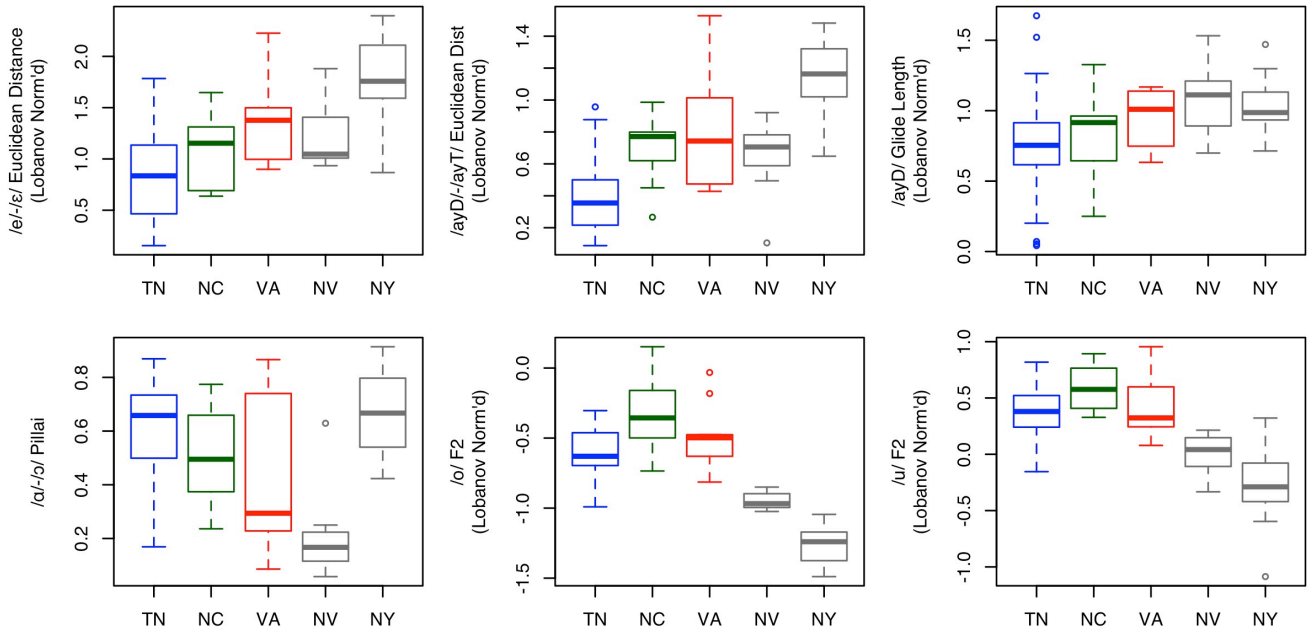 /e/-/ɛ/ Euclidean Distance
(Lobanov Norm'd)
0.5 1.0 1.5 2.0
TN NC VA NV NY
/ayD/-/ayT/ Euclidean Dist
(Lobanov Norm'd)
0.2 0.6 1.0 1.4
TN NC VA NV NY
/ayD/ Glide Length
(Lobanov Norm'd)
0.0 0.5 1.0 1.5
TN NC VA NV NY
/ɑ/-/ɔ/ Pillai
0.2 0.4 0.6 0.8
TN NC VA NV NY
/o/ F2
(Lobanov Norm'd)
-1.5 -1.0 -0.5 0.0
TN NC VA NV NY
/u/ F2
(Lobanov Norm'd)
-1.0 -0.5 0.0 0.5 1.0
TN NC VA NV NY